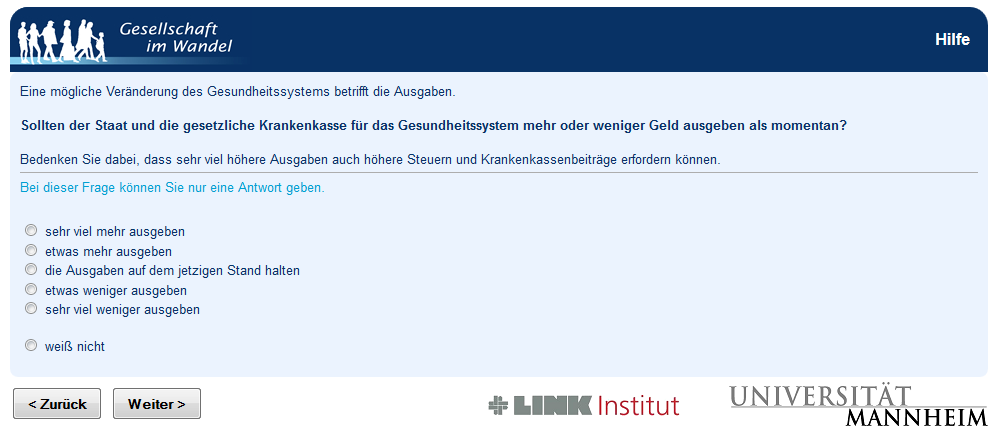 Gesellschaft
im Wandel
Hilfe
Eine mögliche Veränderung des Gesundheitssystems betrifft die Ausgaben.
Sollten der Staat und die gesetzliche Krankenkasse für das Gesundheitssystem mehr oder weniger Geld ausgeben als momentan?
Bedenken Sie dabei, dass sehr viel höhere Ausgaben auch höhere Steuern und Krankenkassenbeiträge erfordern können.
Bei dieser Frage können Sie nur eine Antwort geben.
sehr viel mehr ausgeben
etwas mehr ausgeben
die Ausgaben auf dem jetzigen Stand halten
etwas weniger ausgeben
sehr viel weniger ausgeben
weiß nicht
< Zurück
Weiter >
LINK Institut
UNIVERSITÄT
MANNHEIM